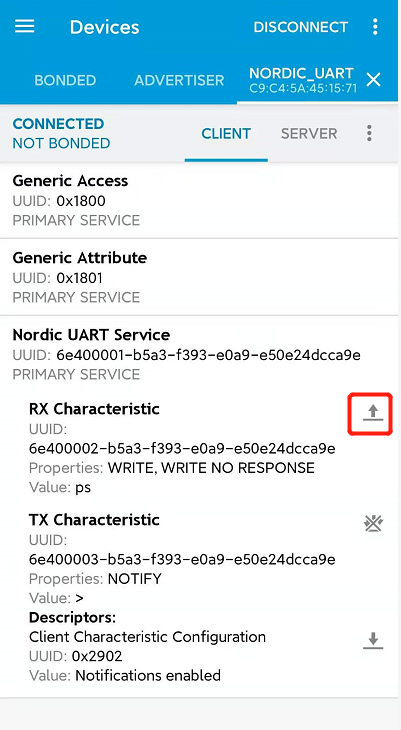 Devices
DISCONNECT
BONDED
ADVERTISER
NORDIC_UART
C9:C4:5A:45:15:71
CONNECTED
NOT BONDED
CLIENT
SERVER
Generic Access
UUID: 0x1800
PRIMARY SERVICE
Generic Attribute
UUID: 0x1801
PRIMARY SERVICE
Nordic UART Service
UUID: 6e400001-b5a3-f393-e0a9-e50e24dcca9e
PRIMARY SERVICE
RX Characteristic
UUID:
6e400002-b5a3-f393-e0a9-e50e24dcca9e
Properties: WRITE, WRITE NO RESPONSE
Value: ps
TX Characteristic
UUID:
6e400003-b5a3-f393-e0a9-e50e24dcca9e
Properties: NOTIFY
Value: >
Descriptors:
Client Characteristic Configuration
UUID: 0x2902
Value: Notifications enabled